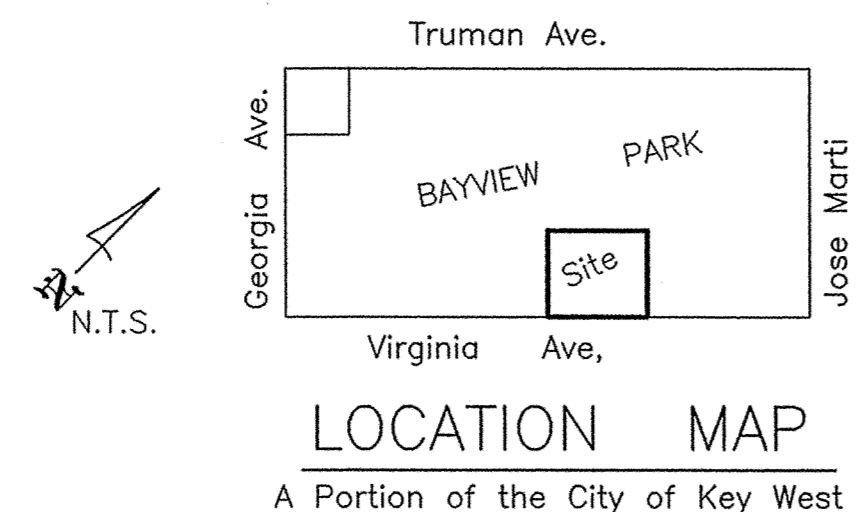 Truman Ave.
Georgia Ave.
BAYVIEW PARK
Jose Marti
Site
N
N.T.S.
Virginia Ave,
LOCATION MAP
A Portion of the City of Key West